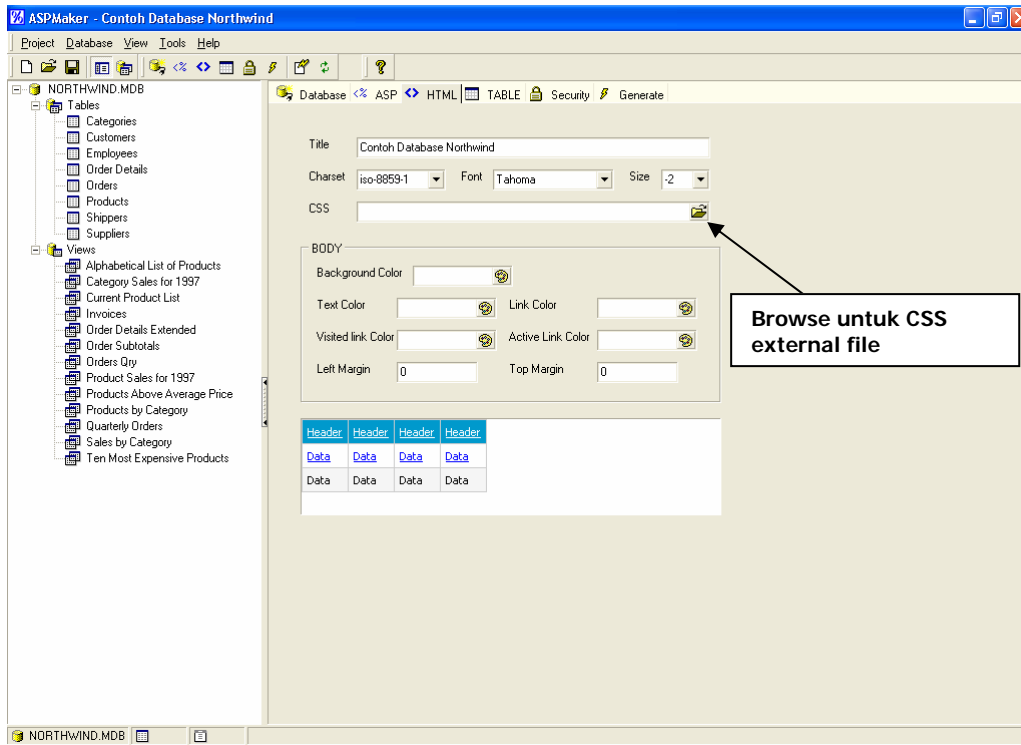 ASPMaker - Contoh Database Northwind
Project Database View Tools Help
NORTHWIND.MDB
Tables
Categories
Customers
Employees
Order Details
Orders
Products
Shippers
Suppliers
Views
Alphabetical List of Products
Category Sales for 1997
Current Product List
Invoices
Order Details Extended
Order Subtotals
Orders Qry
Product Sales for 1997
Products Above Average Price
Products by Category
Quarterly Orders
Sales by Category
Ten Most Expensive Products
Database ASP HTML TABLE Security Generate
Title Contoh Database Northwind
Charset iso-8859-1 Font Tahoma Size -2
CSS
BODY
Background Color
Text Color Link Color
Visited link Color Active Link Color
Left Margin 0 Top Margin 0
Header Header Header Header
Data Data Data Data
Data Data Data Data
Browse untuk CSS
external file
NORTHWIND.MDB